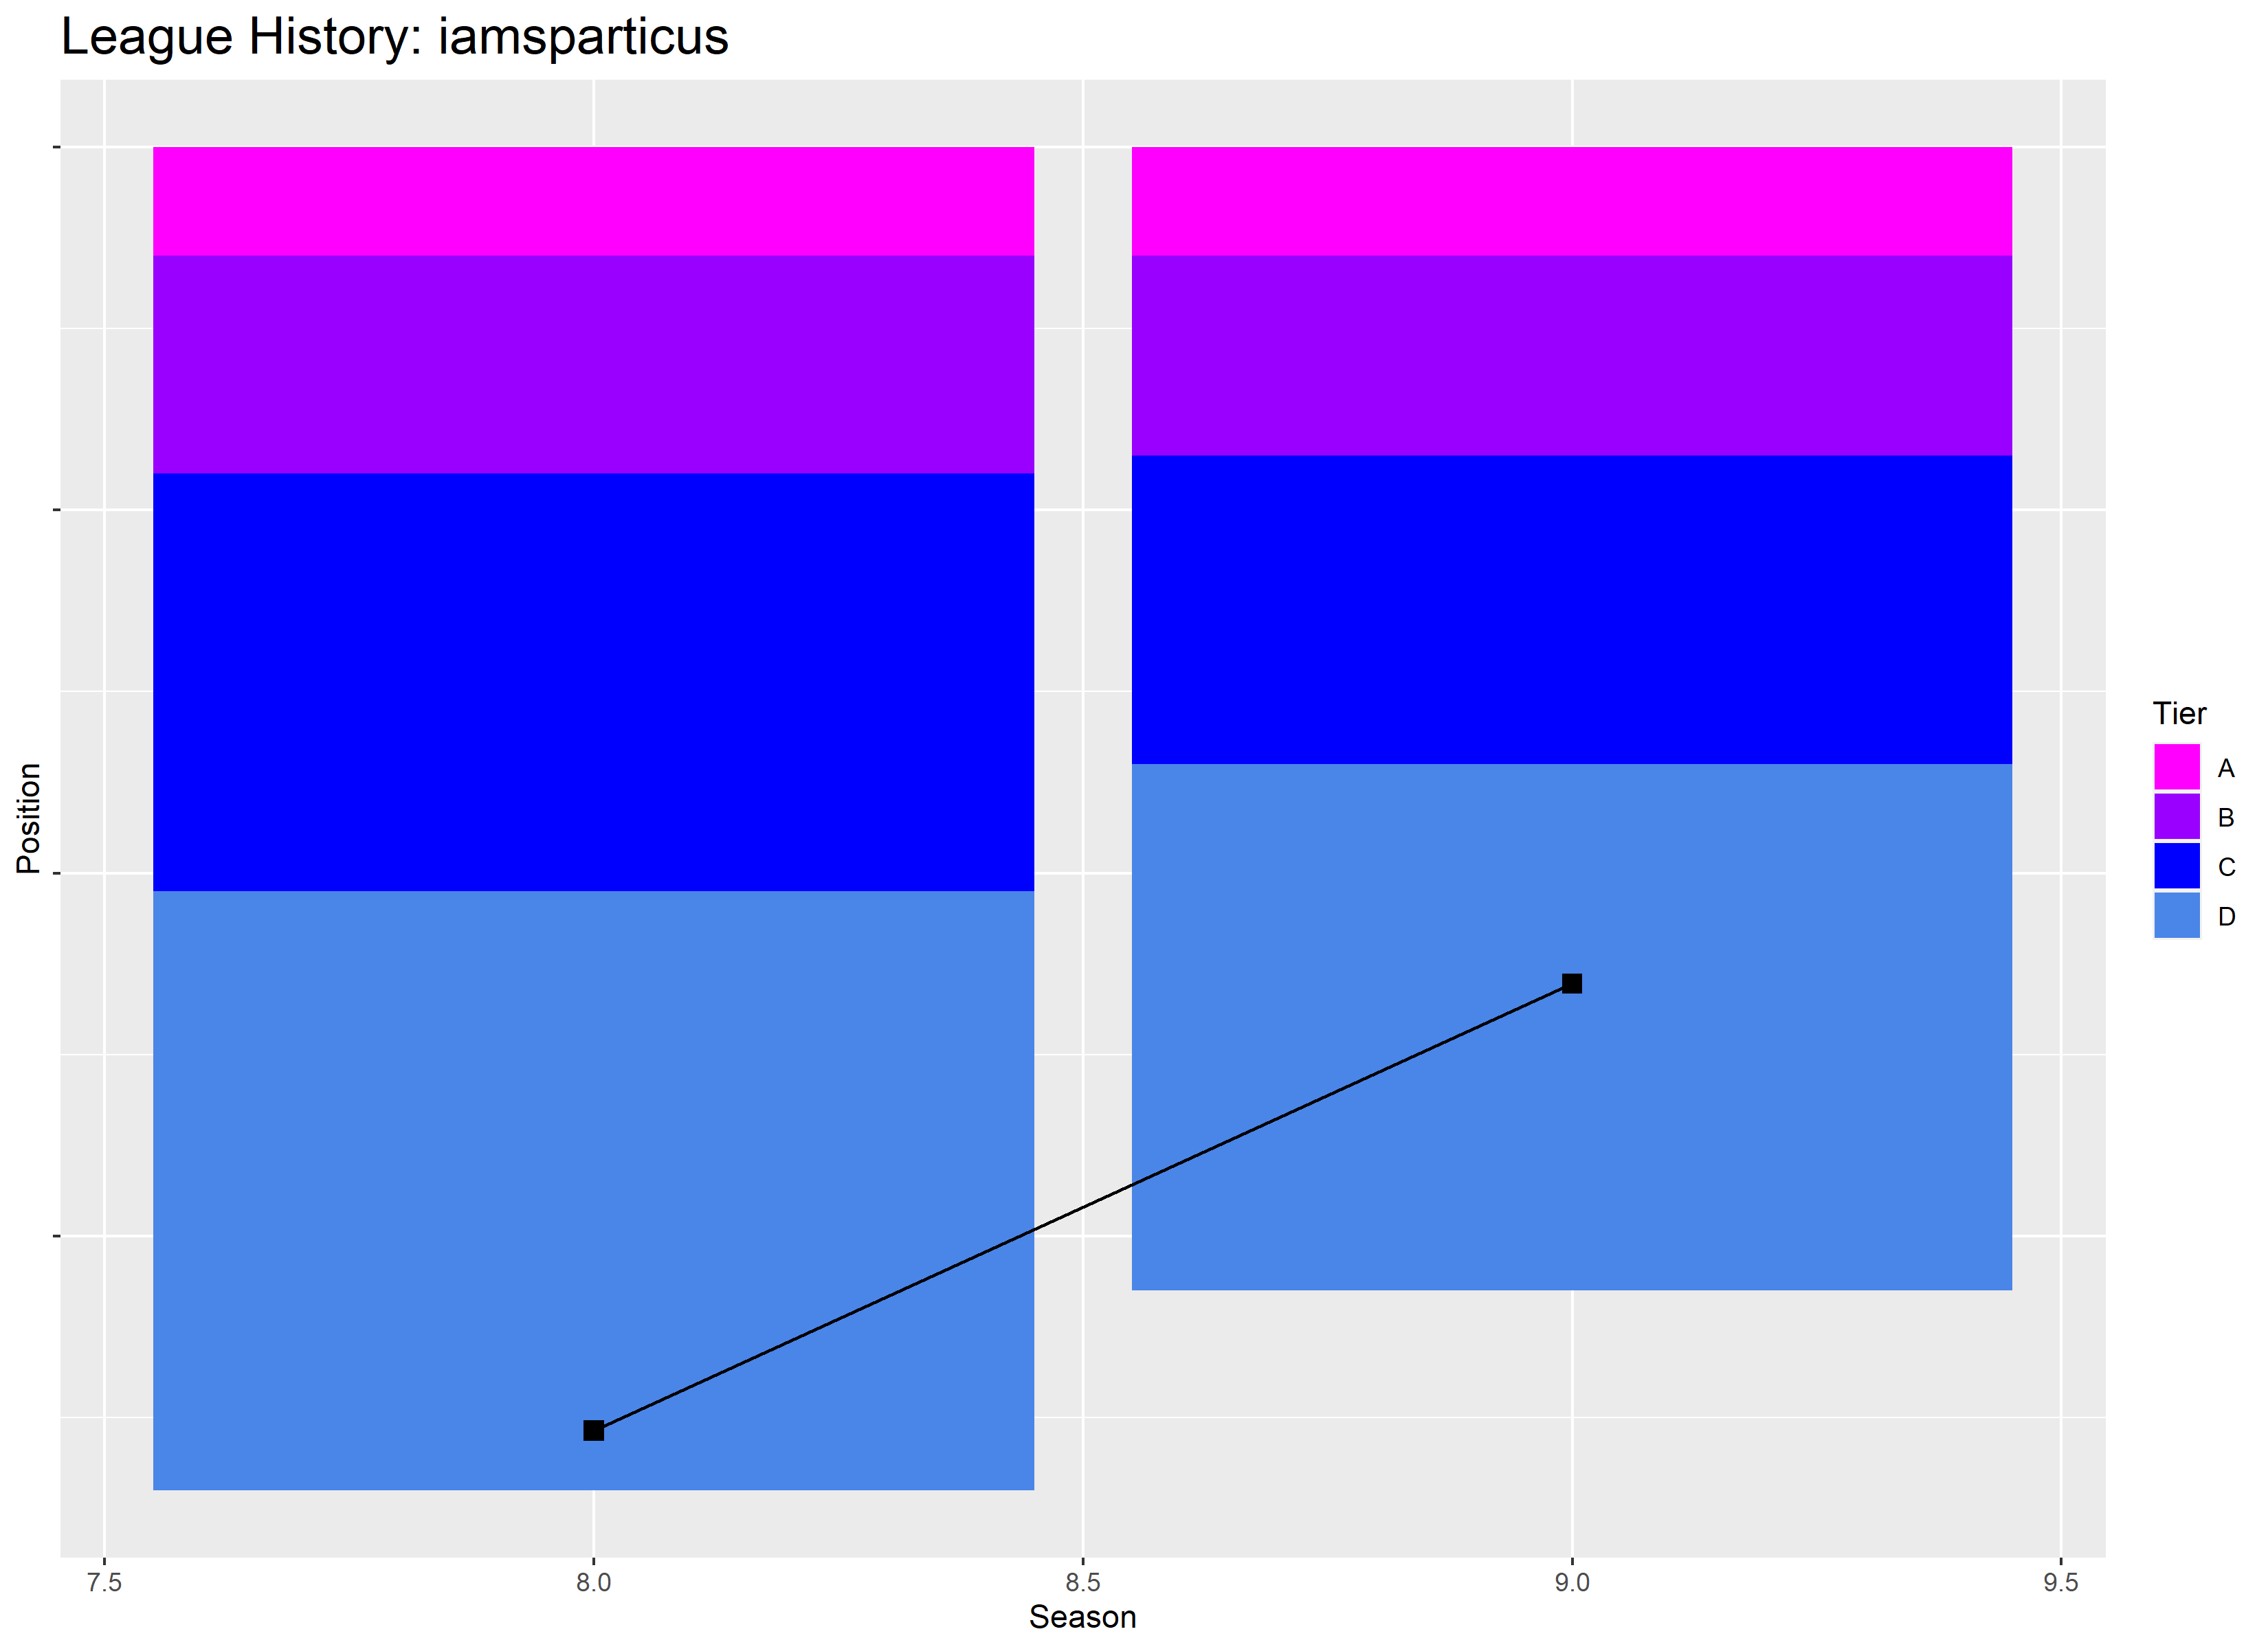 League History: iamsparticus
Position
Tier
A
B
C
D
7.5 8.0 8.5 9.0 9.5
Season